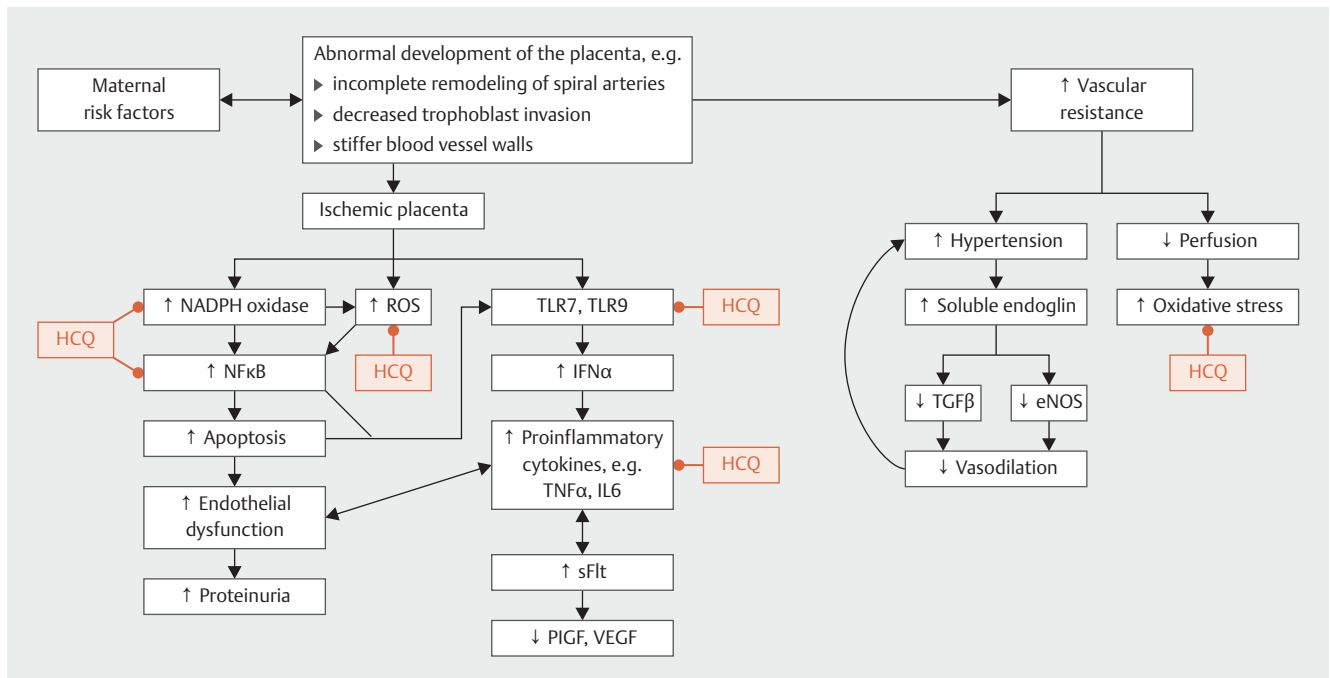 Abnormal development of the placenta, e.g.
▶ incomplete remodeling of spiral arteries
▶ decreased trophoblast invasion
▶ stiffer blood vessel walls
Maternal
risk factors
↑ Vascular
resistance
Ischemic placenta
↑ Hypertension
↓ Perfusion
↑ NADPH oxidase
↑ ROS
TLR7, TLR9
HCQ
↑ Soluble endoglin
↑ Oxidative stress
HCQ
↑ NFκB
HCQ
↑ IFNα
HCQ
↓ TGFβ
↓ eNOS
↑ Apoptosis
↑ Proinflammatory
cytokines, e.g.
TNFα, IL6
HCQ
↓ Vasodilation
↑ Endothelial
dysfunction
↑ sFlt
↑ Proteinuria
↓ PIGF, VEGF